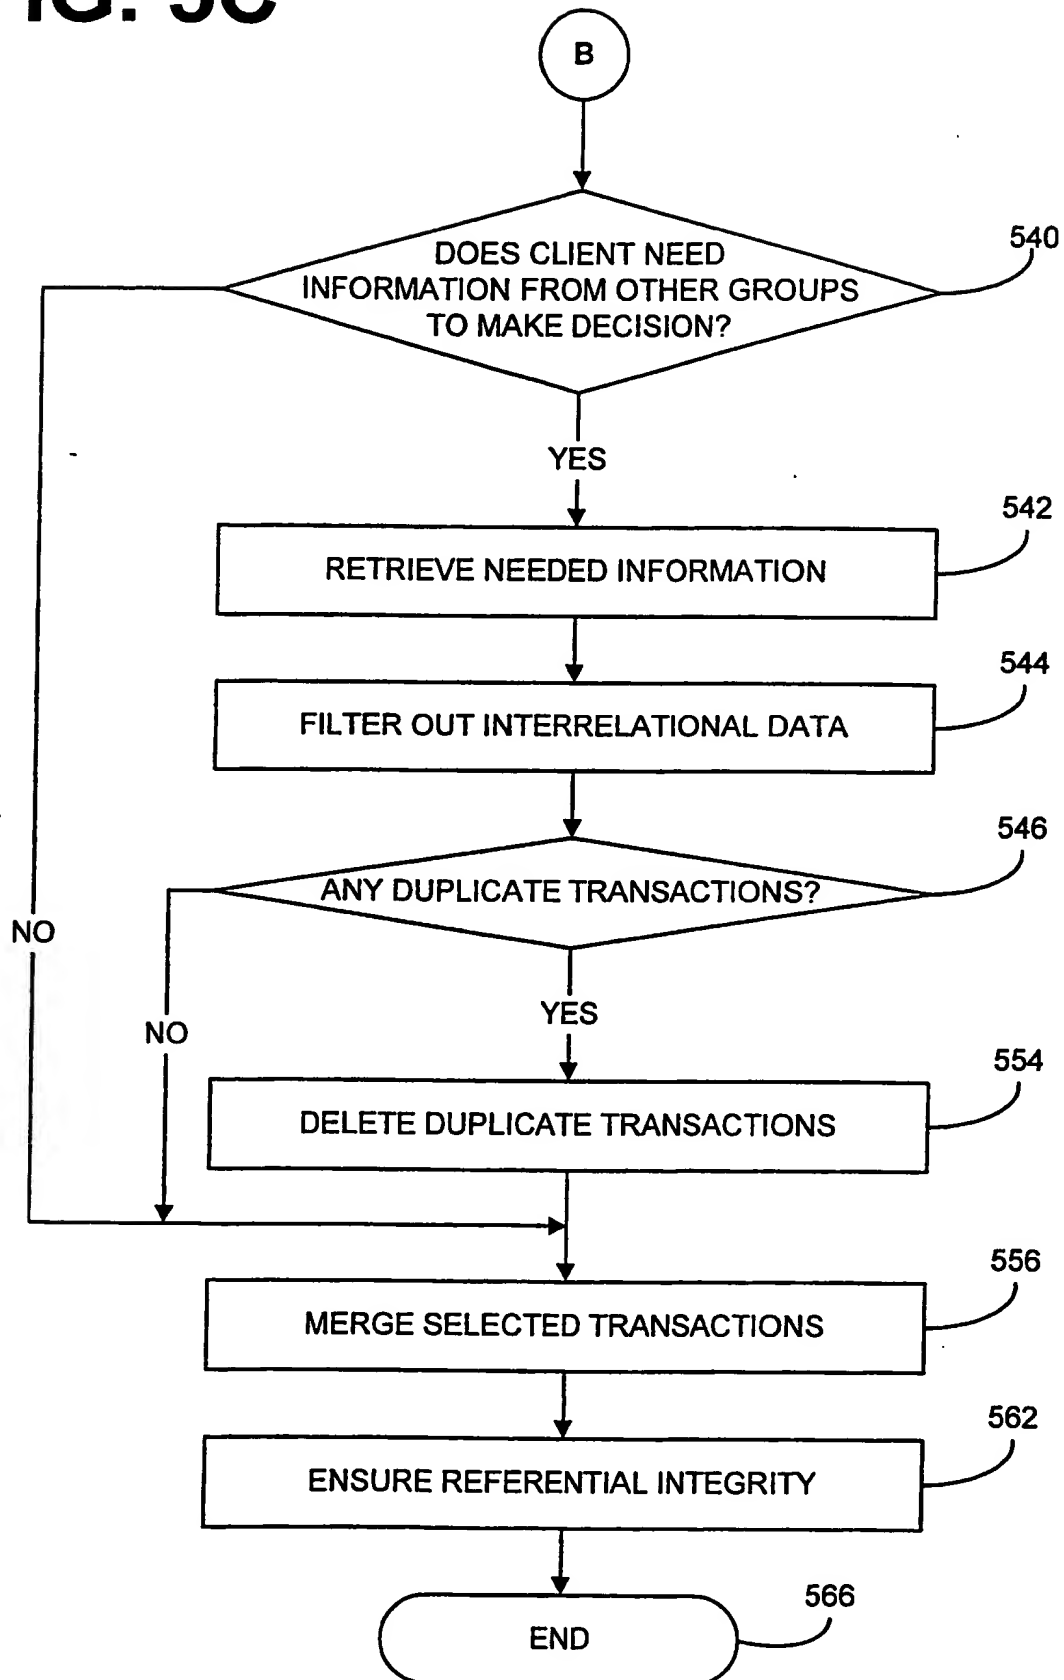 IG. 5C
B
DOES CLIENT NEED
INFORMATION FROM OTHER GROUPS
TO MAKE DECISION?
540
YES
RETRIEVE NEEDED INFORMATION
542
FILTER OUT INTERRELATIONAL DATA
544
ANY DUPLICATE TRANSACTIONS?
546
NO
NO
YES
DELETE DUPLICATE TRANSACTIONS
554
MERGE SELECTED TRANSACTIONS
556
ENSURE REFERENTIAL INTEGRITY
562
END
566